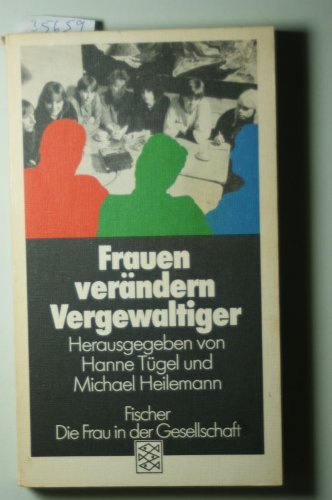 35659
Frauen
verändern
Vergewaltiger
Herausgegeben von
Hanne Tügel und
Michael Heilemann
Fischer
Die Frau in der Gesellschaft